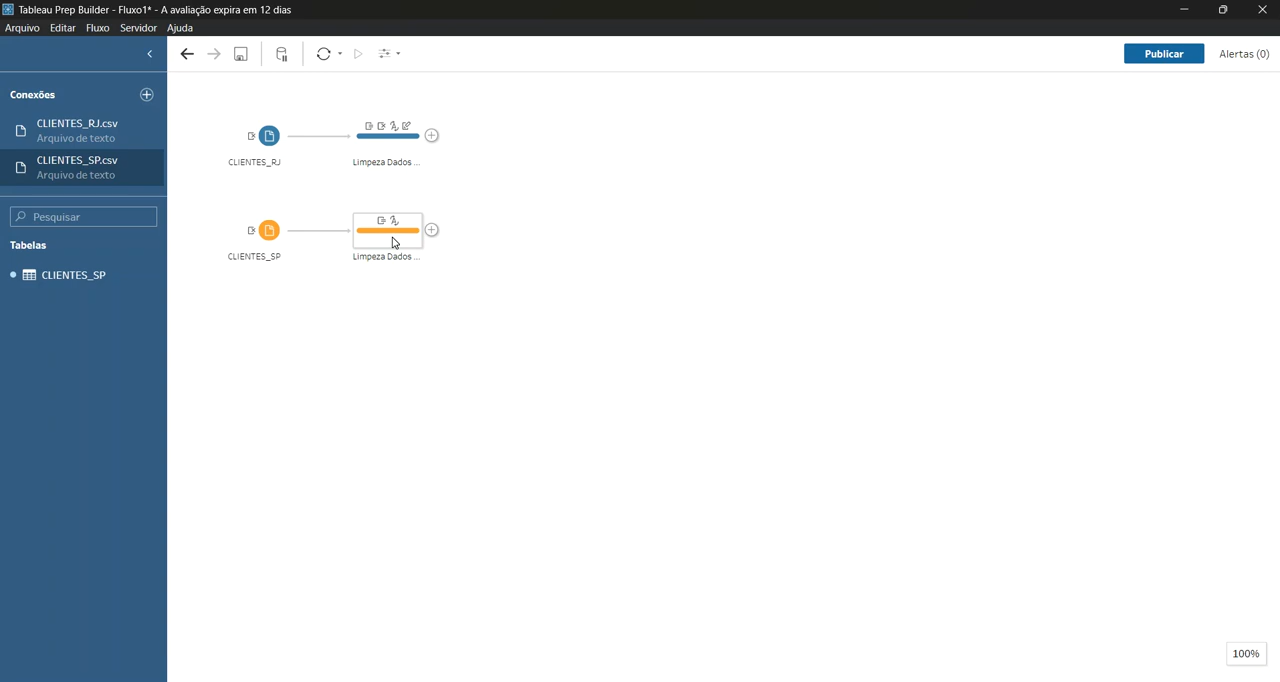 Tableau Prep Builder - Fluxo1* - A avaliação expira em 12 dias
Arquivo Editar Fluxo Servidor Ajuda
Publicar Alertas (0)
Conexões
CLIENTES_RJ.csv
Arquivo de texto
CLIENTES_SP.csv
Arquivo de texto
Pesquisar
Tabelas
CLIENTES_SP
CLIENTES_RJ Limpeza Dados ...
CLIENTES_SP Limpeza Dados ...
100%